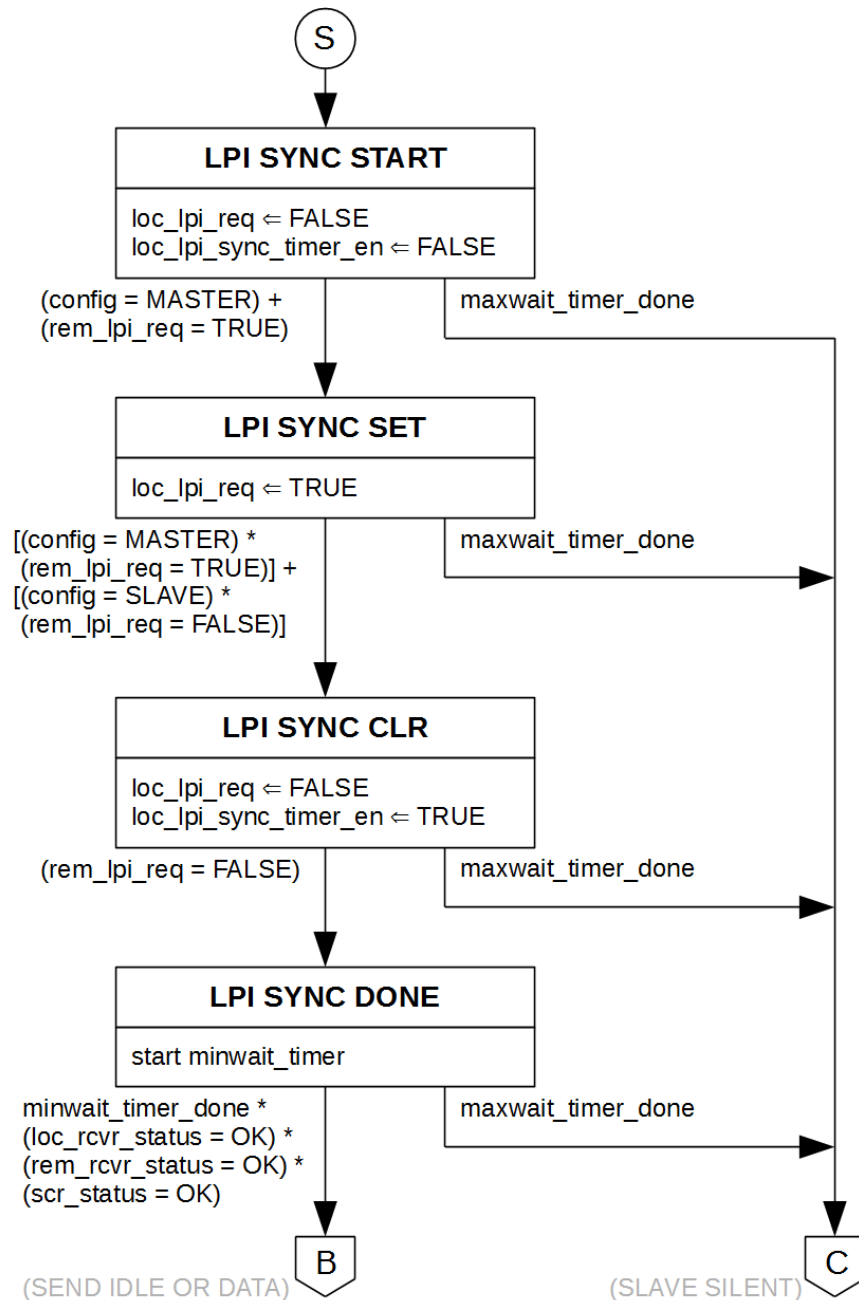 S
LPI SYNC START
loc_lpi_req ⇐ FALSE
loc_lpi_sync_timer_en ⇐ FALSE
(config = MASTER) +
(rem_lpi_req = TRUE)
maxwait_timer_done
LPI SYNC SET
loc_lpi_req ⇐ TRUE
[(config = MASTER) *
(rem_lpi_req = TRUE)] +
[(config = SLAVE) *
(rem_lpi_req = FALSE)]
maxwait_timer_done
LPI SYNC CLR
loc_lpi_req ⇐ FALSE
loc_lpi_sync_timer_en ⇐ TRUE
(rem_lpi_req = FALSE)
maxwait_timer_done
LPI SYNC DONE
start minwait_timer
minwait_timer_done *
(loc_rcvr_status = OK) *
(rem_rcvr_status = OK) *
(scr_status = OK)
maxwait_timer_done
B
(SEND IDLE OR DATA)
C
(SLAVE SILENT)